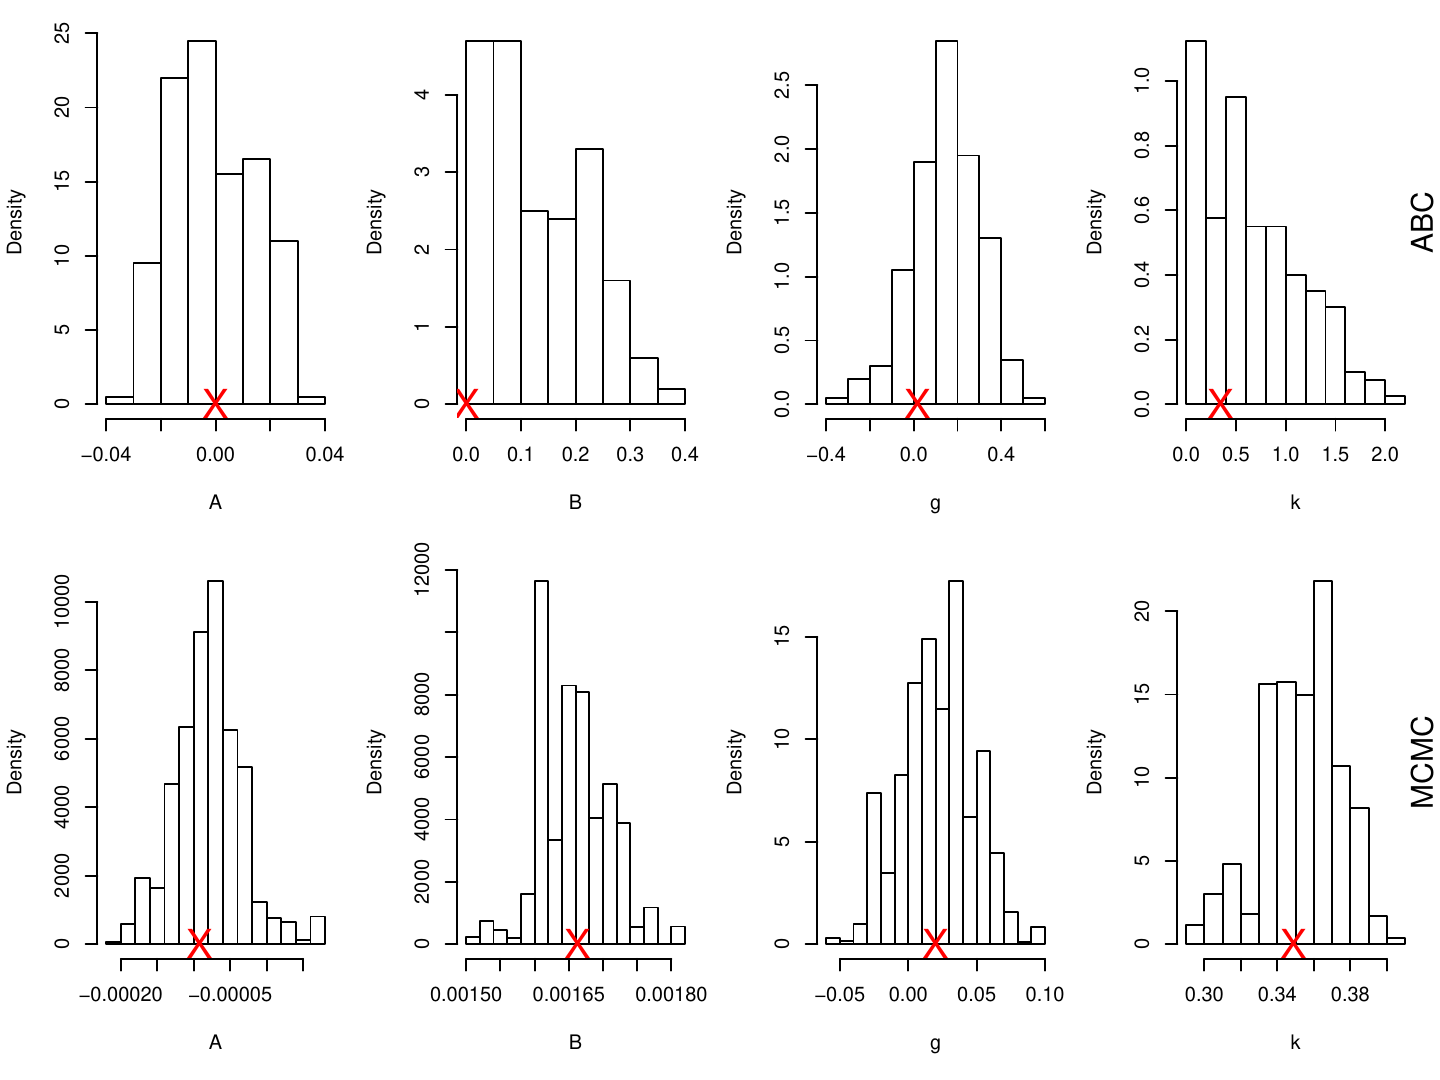 Density
0 5 10 15 20 25
−0.04 0.00 0.04
A
Density
0 1 2 3 4
0.0 0.1 0.2 0.3 0.4
B
Density
0.0 0.5 1.0 1.5 2.0 2.5
−0.4 0.0 0.4
g
Density
0.0 0.2 0.4 0.6 0.8 1.0
0.0 0.5 1.0 1.5 2.0
k
ABC
Density
0 2000 4000 6000 8000 10000
−0.00020 −0.00005
A
Density
0 2000 4000 6000 8000 12000
0.00150 0.00165 0.00180
B
Density
0 5 10 15
−0.05 0.00 0.05 0.10
g
Density
0 5 10 15 20
0.30 0.34 0.38
k
MCMC